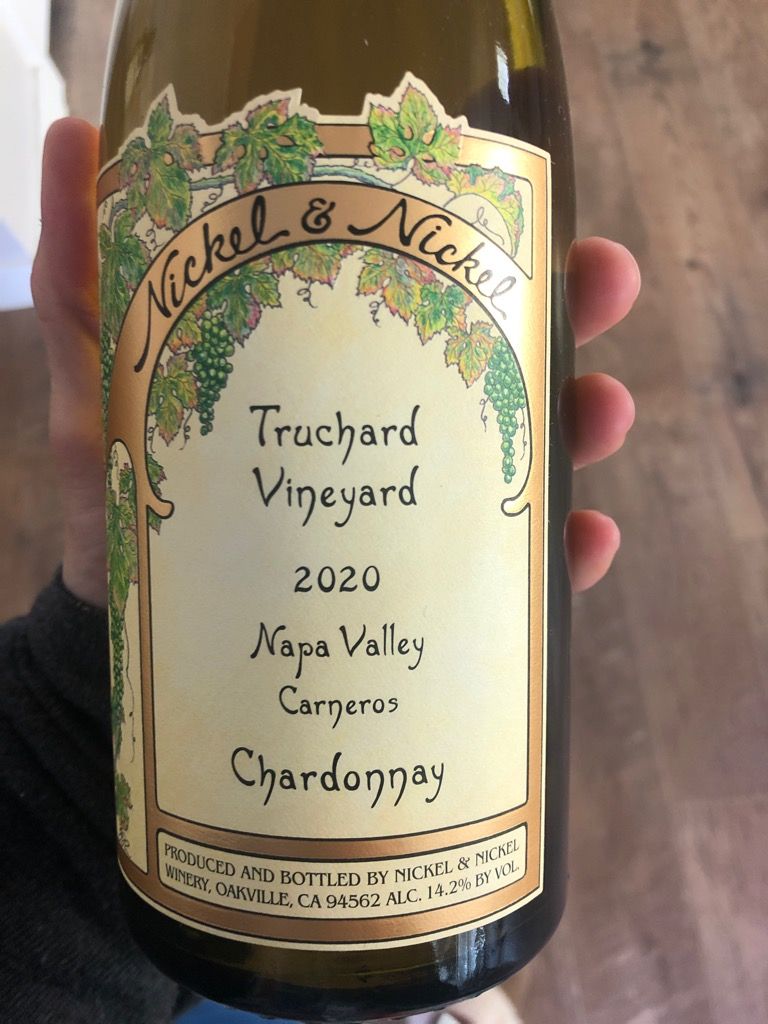 Nickel & Nickel
Truchard
Vineyard
2020
Napa Valley
Carneros
Chardonnay
PRODUCED AND BOTTLED BY NICKEL & NICKEL
WINERY, OAKVILLE, CA 94562 ALC. 14.2% BY VOL.